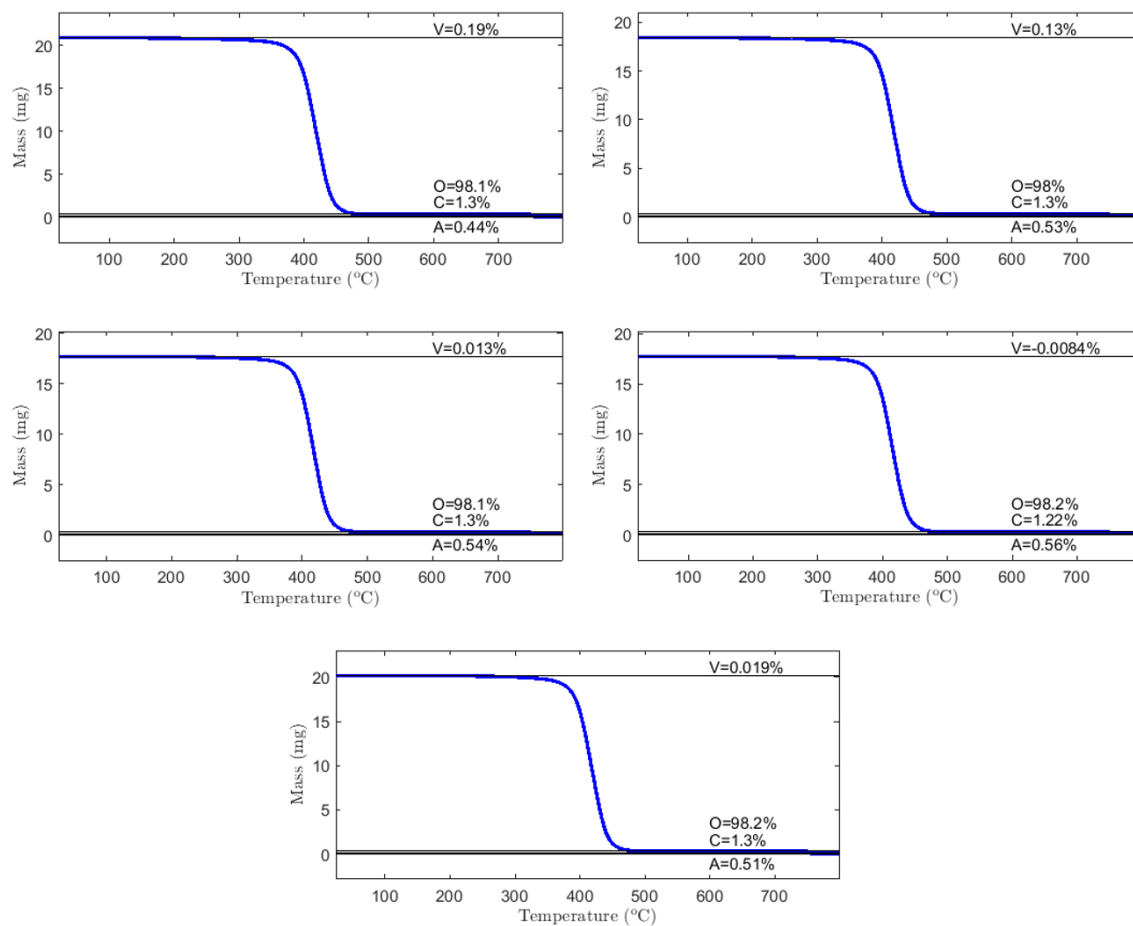 V=0.19%
20
15
10
5
0
Mass (mg)
O=98.1%
C=1.3%
A=0.44%
100 200 300 400 500 600 700
Temperature (°C)
V=0.13%
20
15
10
5
0
Mass (mg)
O=98%
C=1.3%
A=0.53%
100 200 300 400 500 600 700
Temperature (°C)
V=0.013%
20
15
10
5
0
Mass (mg)
O=98.1%
C=1.3%
A=0.54%
100 200 300 400 500 600 700
Temperature (°C)
V=-0.0084%
20
15
10
5
0
Mass (mg)
O=98.2%
C=1.22%
A=0.56%
100 200 300 400 500 600 700
Temperature (°C)
V=0.019%
20
15
10
5
0
Mass (mg)
O=98.2%
C=1.3%
A=0.51%
100 200 300 400 500 600 700
Temperature (°C)